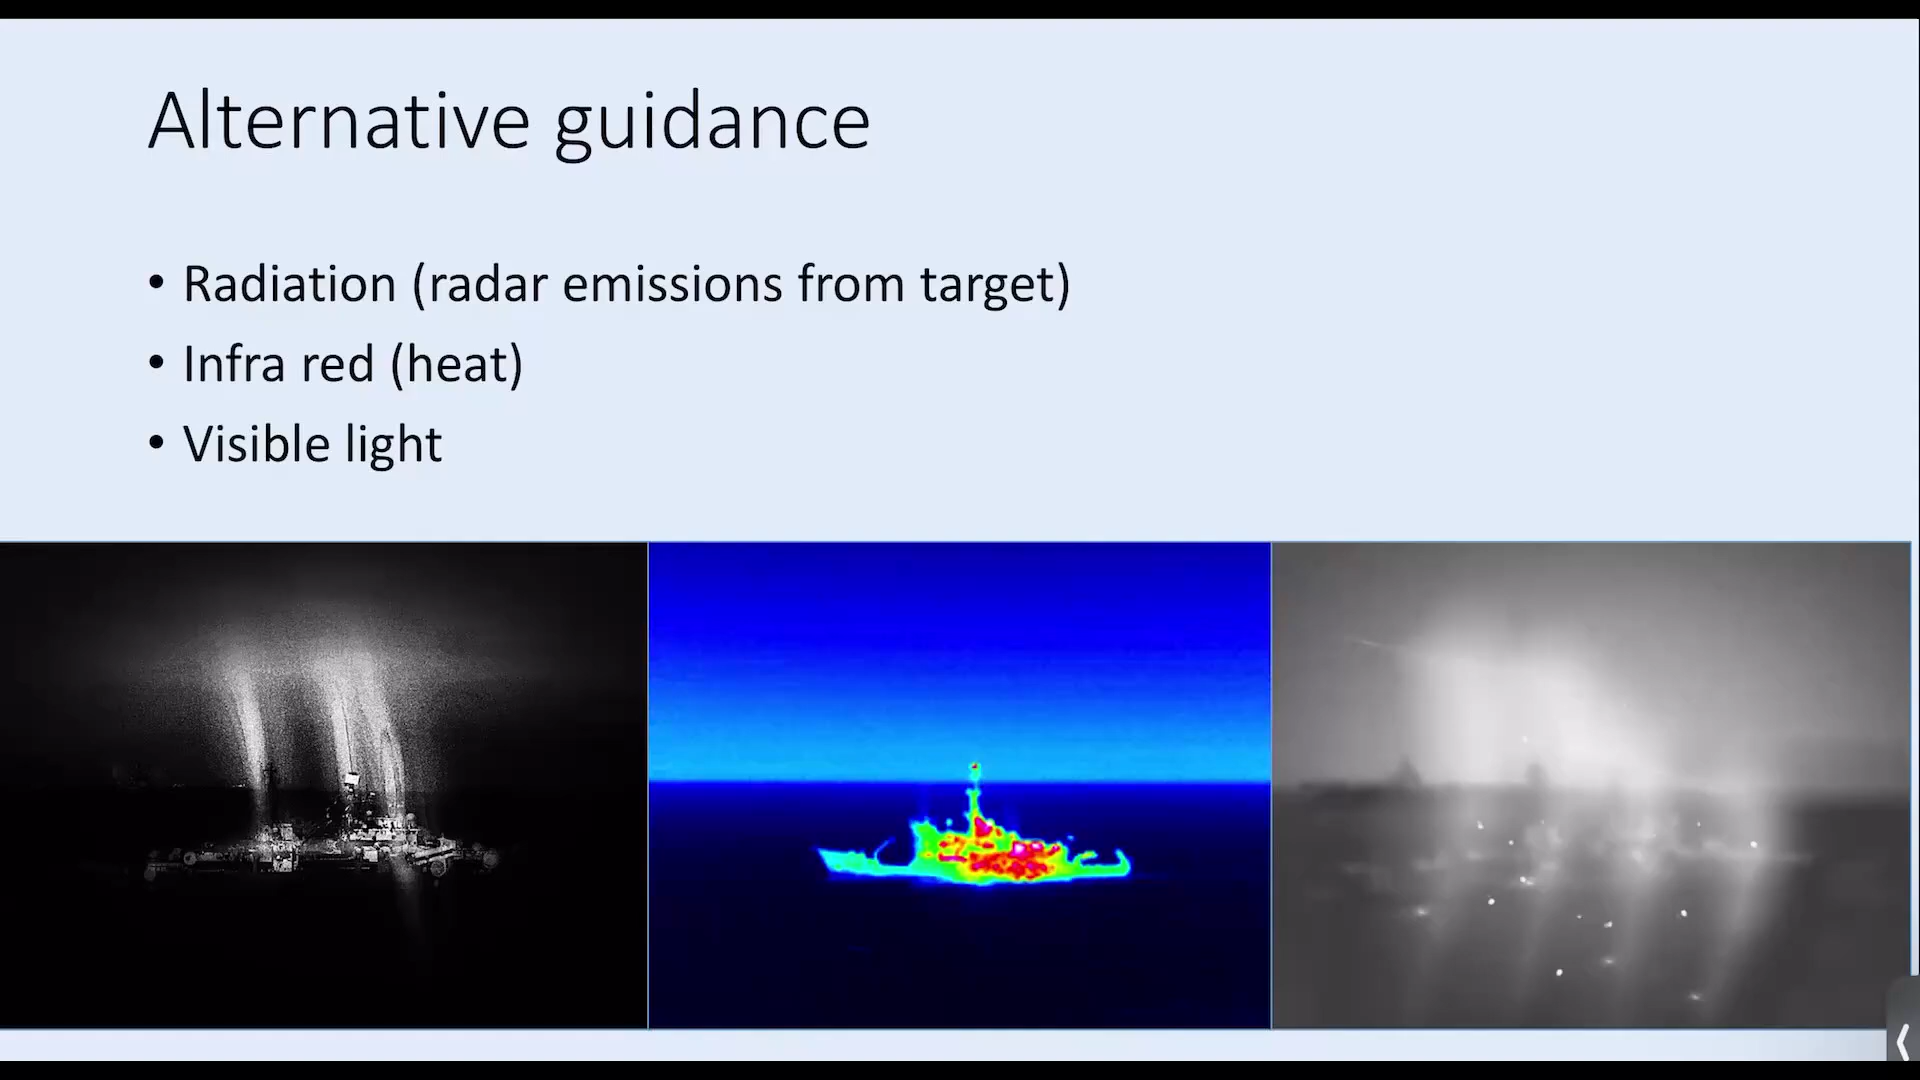 Alternative guidance
• Radiation (radar emissions from target)
• Infra red (heat)
• Visible light